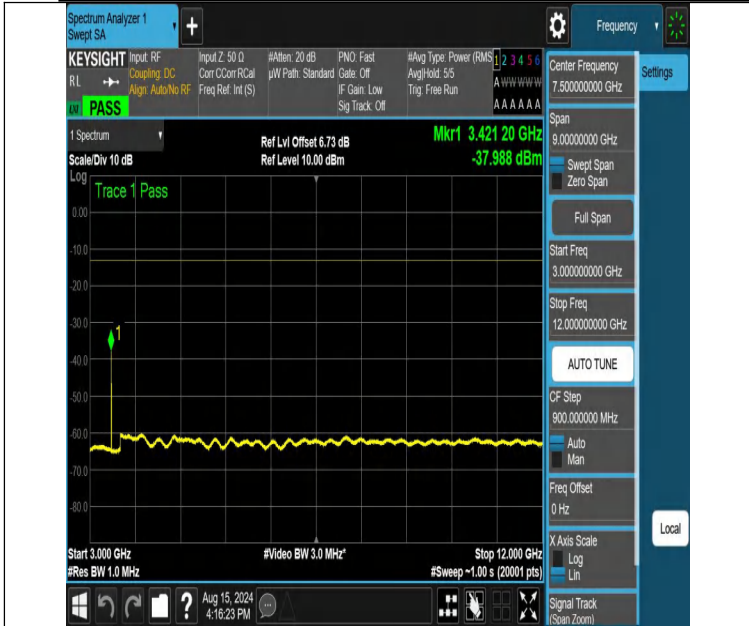 Spectrum Analyzer 1
Swept SA
Frequency
KEYSIGHT
RL
PASS
Input: RF
Coupling: DC
Align: Auto/No RF
Input Z: 50 Ω
Corr CCorr RCal
Freq Ref: Int (S)
#Atten: 20 dB
µW Path: Standard
PNO: Fast
Gate: Off
IF Gain: Low
Sig Track: Off
#Avg Type: Power (RMS
Avg|Hold: 5/5
Trig: Free Run
1 2 3 4 5 6
A W W W W W
A A A A A A
Center Frequency
7.500000000 GHz
Settings
Span
9.00000000 GHz
Swept Span
Zero Span
Full Span
Start Freq
3.000000000 GHz
Stop Freq
12.000000000 GHz
AUTO TUNE
CF Step
900.000000 MHz
Auto
Man
Freq Offset
0 Hz
X Axis Scale
Log
Lin
Signal Track
(Span Zoom)
Local
1 Spectrum
Scale/Div 10 dB
Ref Lvl Offset 6.73 dB
Ref Level 10.00 dBm
Mkr1 3.421 20 GHz
-37.988 dBm
Log
Trace 1 Pass
0.00
-10.0
-20.0
-30.0
1
-40.0
-50.0
-60.0
-70.0
-80.0
Start 3.000 GHz
#Res BW 1.0 MHz
#Video BW 3.0 MHz*
Stop 12.000 GHz
#Sweep ~1.00 s (20001 pts)
Aug 15, 2024
4:16:23 PM